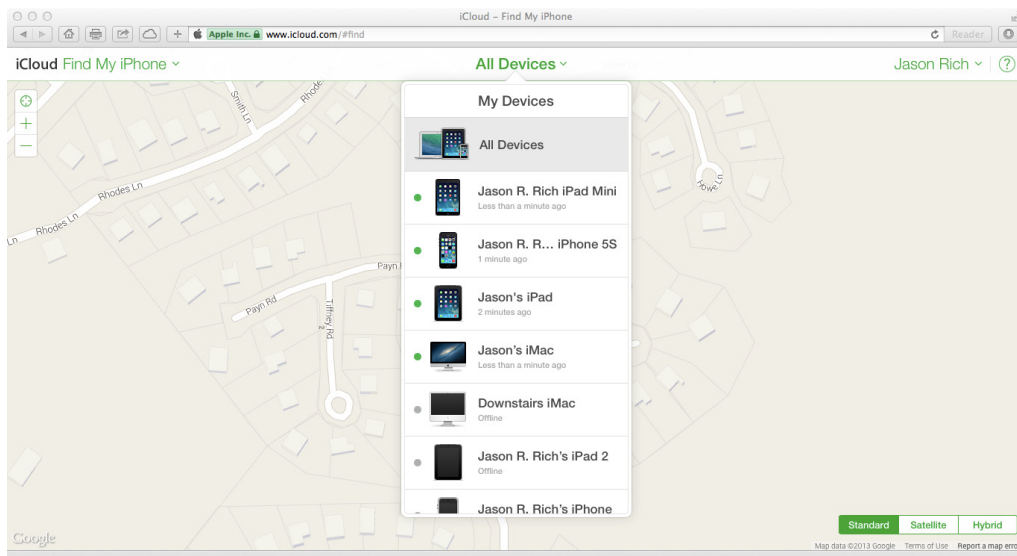 iCloud – Find My iPhone
Apple Inc. www.icloud.com/#find
Reader
iCloud Find My iPhone
All Devices
Jason Rich
?
My Devices
All Devices
Jason R. Rich iPad Mini
Less than a minute ago
Jason R. R... iPhone 5S
1 minute ago
Jason's iPad
2 minutes ago
Jason's iMac
Less than a minute ago
Downstairs iMac
Offline
Jason R. Rich's iPad 2
Offline
Jason R. Rich's iPhone
Smith Ln
Rhodes Ln
Rhodes Ln
Ln
Howe Ln
Payn
Payn Rd
Tiffney Rd
Google
Standard Satellite Hybrid
Map data ©2013 Google Terms of Use Report a map erro